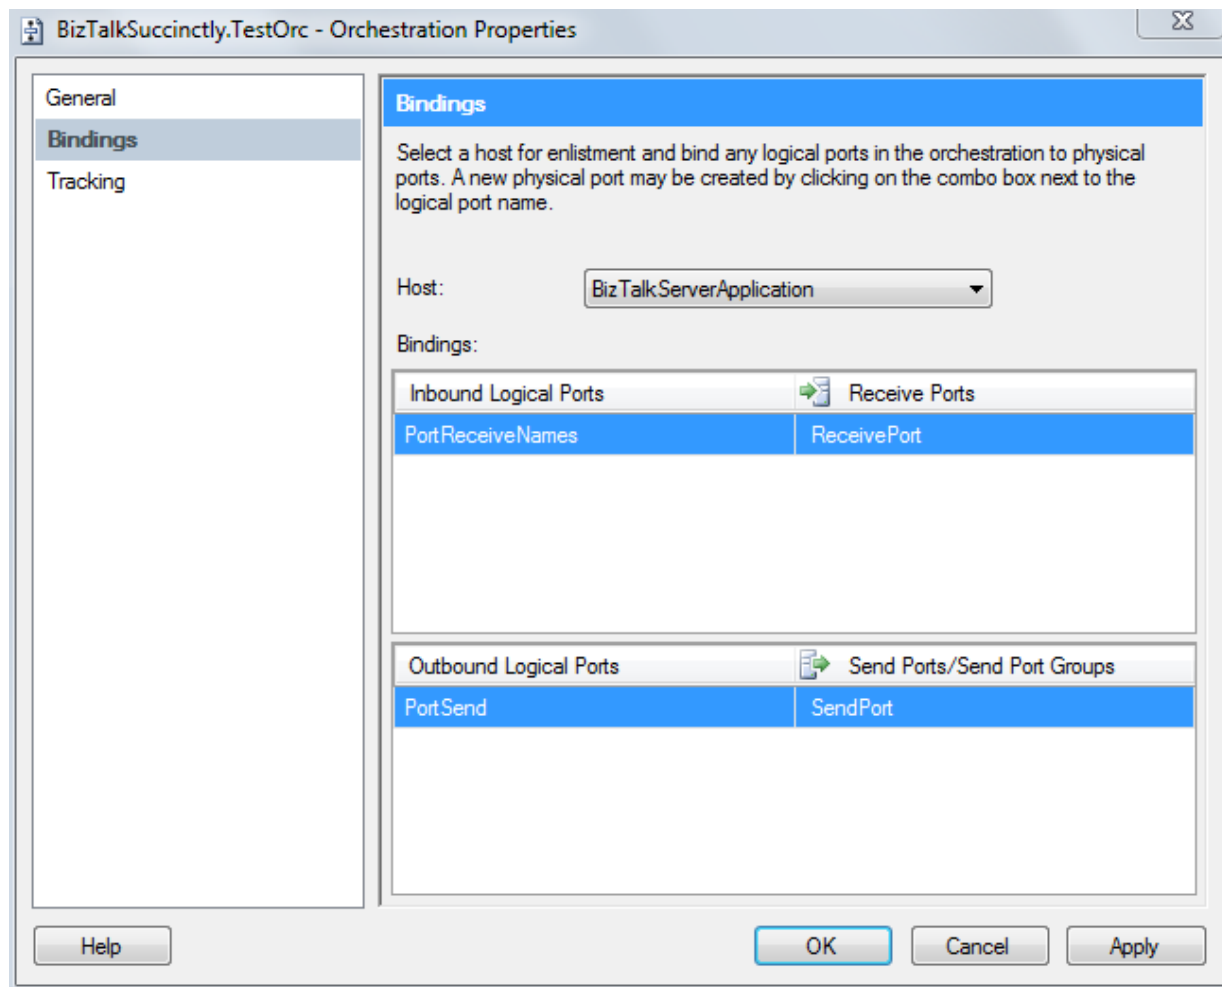 BizTalkSuccinctly.TestOrc - Orchestration Properties
General
Bindings
Tracking
Bindings
Select a host for enlistment and bind any logical ports in the orchestration to physical
ports. A new physical port may be created by clicking on the combo box next to the
logical port name.
Host:
BizTalkServerApplication
Bindings:
Inbound Logical Ports
Receive Ports
PortReceiveNames
ReceivePort
Outbound Logical Ports
Send Ports/Send Port Groups
PortSend
SendPort
Help
OK
Cancel
Apply